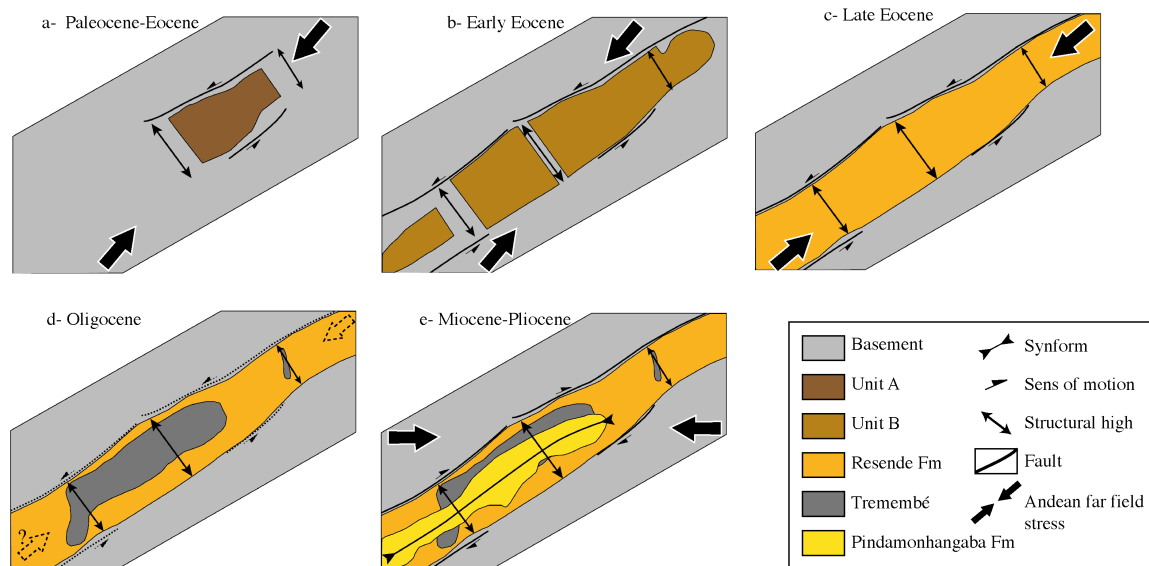 a- Paleocene-Eocene
b- Early Eocene
c- Late Eocene
d- Oligocene
e- Miocene-Pliocene
?
Basement
Unit A
Unit B
Resende Fm
Tremembé
Pindamonhangaba Fm
Synform
Sens of motion
Structural high
Fault
Andean far field
stress